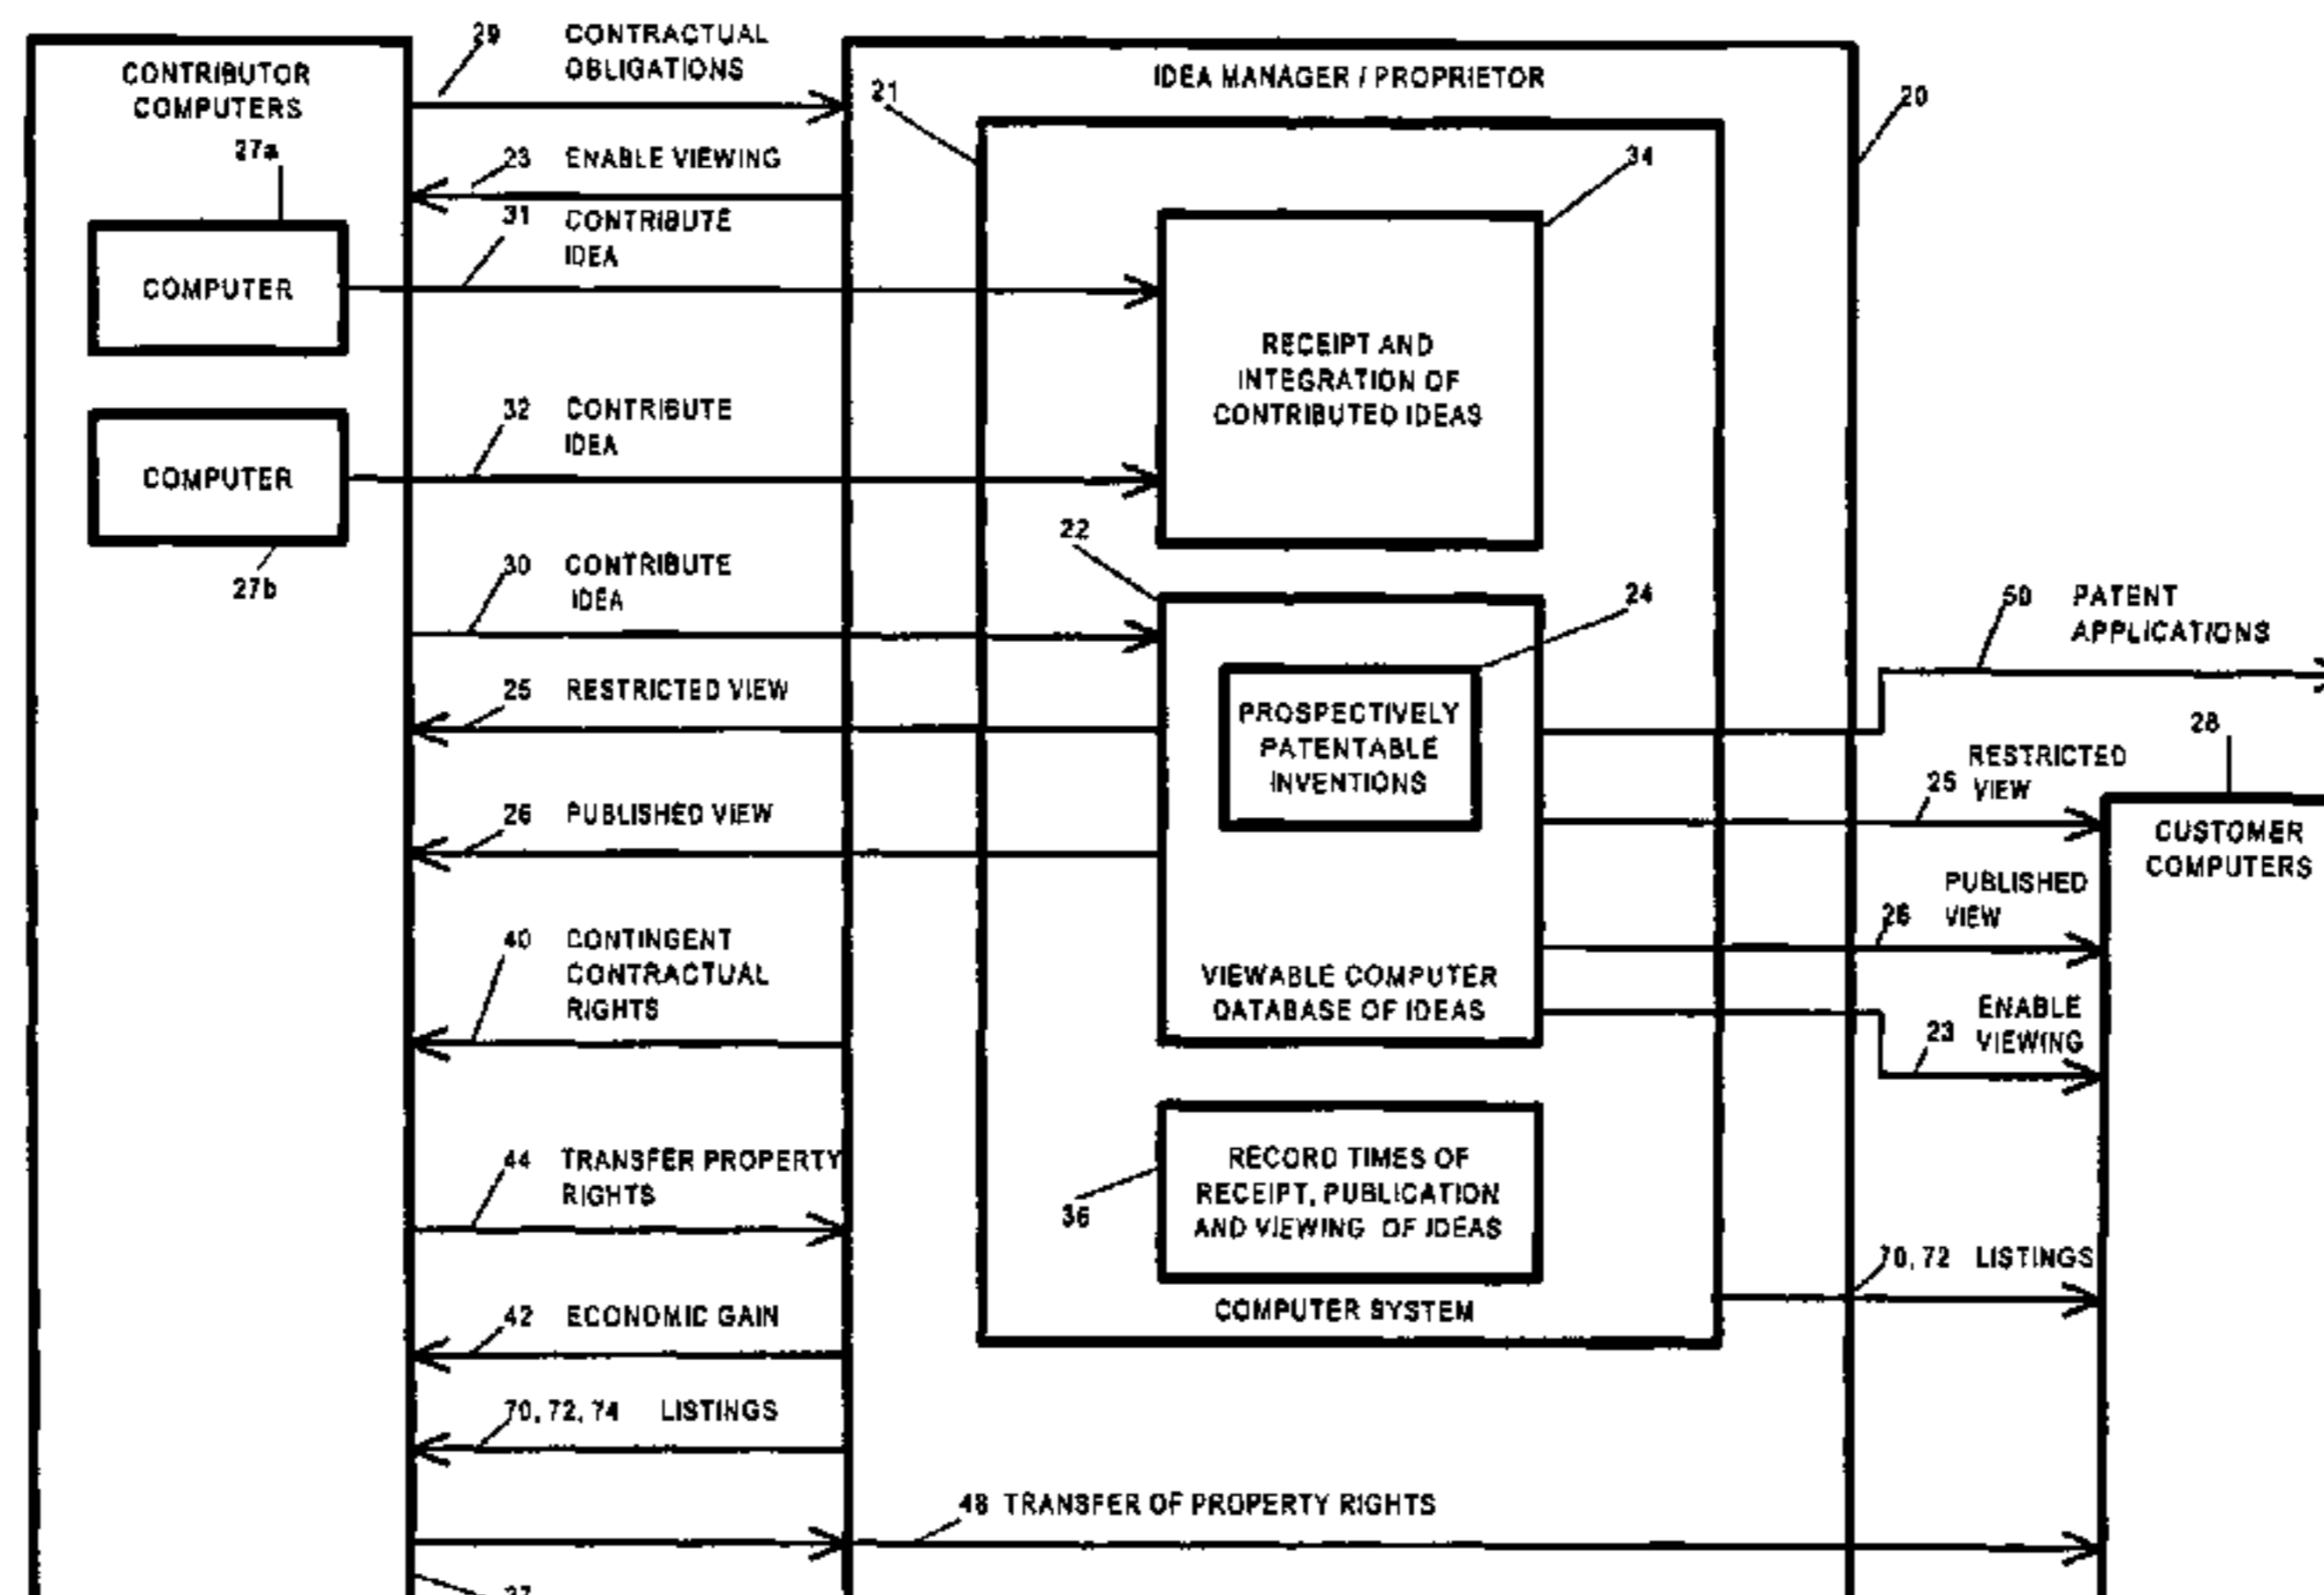 CONTRIBUTOR
COMPUTERS
27a
COMPUTER
COMPUTER
27b
29 CONTRACTUAL
OBLIGATIONS
23 ENABLE VIEWING
31 CONTRIBUTE
IDEA
32 CONTRIBUTE
IDEA
30 CONTRIBUTE
IDEA
25 RESTRICTED VIEW
26 PUBLISHED VIEW
40 CONTINGENT
CONTRACTUAL
RIGHTS
44 TRANSFER PROPERTY
RIGHTS
42 ECONOMIC GAIN
70, 72, 74 LISTINGS
48 TRANSFER OF PROPERTY RIGHTS
27
IDEA MANAGER / PROPRIETOR
21
20
34
RECEIPT AND
INTEGRATION OF
CONTRIBUTED IDEAS
22
24
PROSPECTIVELY
PATENTABLE
INVENTIONS
VIEWABLE COMPUTER
DATABASE OF IDEAS
RECORD TIMES OF
RECEIPT, PUBLICATION
AND VIEWING OF IDEAS
36
COMPUTER SYSTEM
50 PATENT
APPLICATIONS
28
RESTRICTED
25 VIEW
CUSTOMER
COMPUTERS
PUBLISHED
26 VIEW
ENABLE
23 VIEWING
70, 72 LISTINGS